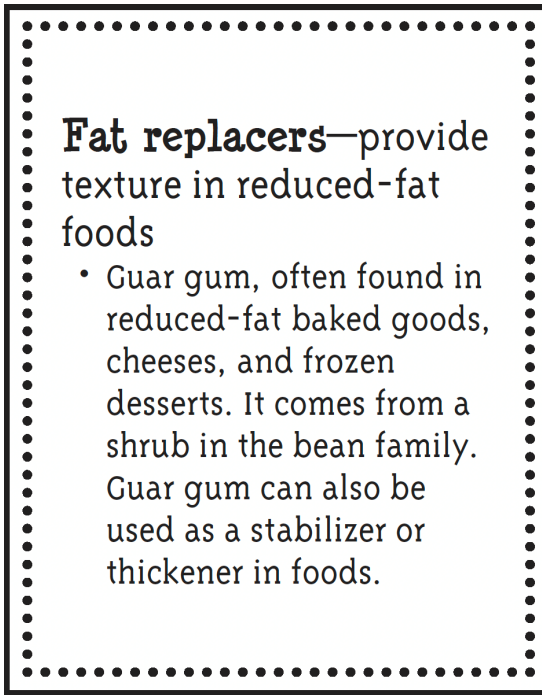 Fat replacers—provide
texture in reduced-fat
foods
• Guar gum, often found in
reduced-fat baked goods,
cheeses, and frozen
desserts. It comes from a
shrub in the bean family.
Guar gum can also be
used as a stabilizer or
thickener in foods.